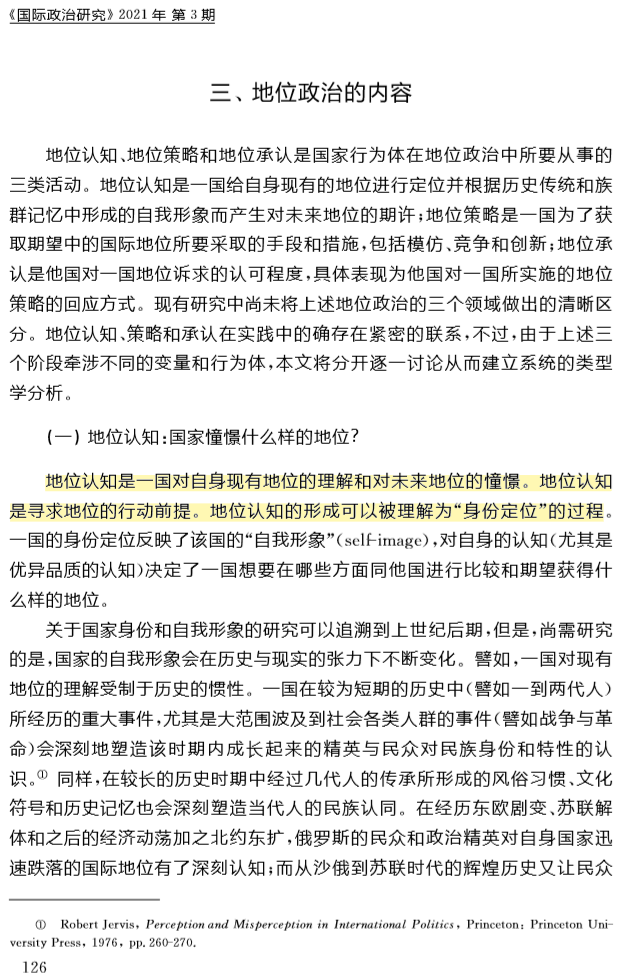 《国际政治研究》2021 年 第 3 期
三、地位政治的内容
地位认知、地位策略和地位承认是国家行为体在地位政治中所要从事的
三类活动。地位认知是一国给自身现有的地位进行定位并根据历史传统和族
群记忆中形成的自我形象而产生对未来地位的期许;地位策略是一国为了获
取期望中的国际地位所要采取的手段和措施,包括模仿、竞争和创新;地位承
认是他国对一国地位诉求的认可程度,具体表现为他国对一国所实施的地位
策略的回应方式。现有研究中尚未将上述地位政治的三个领域做出的清晰区
分。地位认知、策略和承认在实践中的确存在紧密的联系,不过,由于上述三
个阶段牵涉不同的变量和行为体,本文将分开逐一讨论从而建立系统的类型
学分析。
(一) 地位认知:国家憧憬什么样的地位?
地位认知是一国对自身现有地位的理解和对未来地位的憧憬。地位认知
是寻求地位的行动前提。地位认知的形成可以被理解为“身份定位”的过程。
一国的身份定位反映了该国的“自我形象”(self-image),对自身的认知(尤其是
优异品质的认知)决定了一国想要在哪些方面同他国进行比较和期望获得什
么样的地位。
关于国家身份和自我形象的研究可以追溯到上世纪后期,但是,尚需研究
的是,国家的自我形象会在历史与现实的张力下不断变化。譬如,一国对现有
地位的理解受制于历史的惯性。一国在较为短期的历史中(譬如一到两代人)
所经历的重大事件,尤其是大范围波及到社会各类人群的事件(譬如战争与革
命)会深刻地塑造该时期内成长起来的精英与民众对民族身份和特性的认
识。① 同样,在较长的历史时期中经过几代人的传承所形成的风俗习惯、文化
符号和历史记忆也会深刻塑造当代人的民族认同。在经历东欧剧变、苏联解
体和之后的经济动荡加之北约东扩,俄罗斯的民众和政治精英对自身国家迅
速跌落的国际地位有了深刻认知;而从沙俄到苏联时代的辉煌历史又让民众
① Robert Jervis, Perception and Misperception in International Politics, Princeton: Princeton Uni-
versity Press, 1976, pp. 260-270.
126